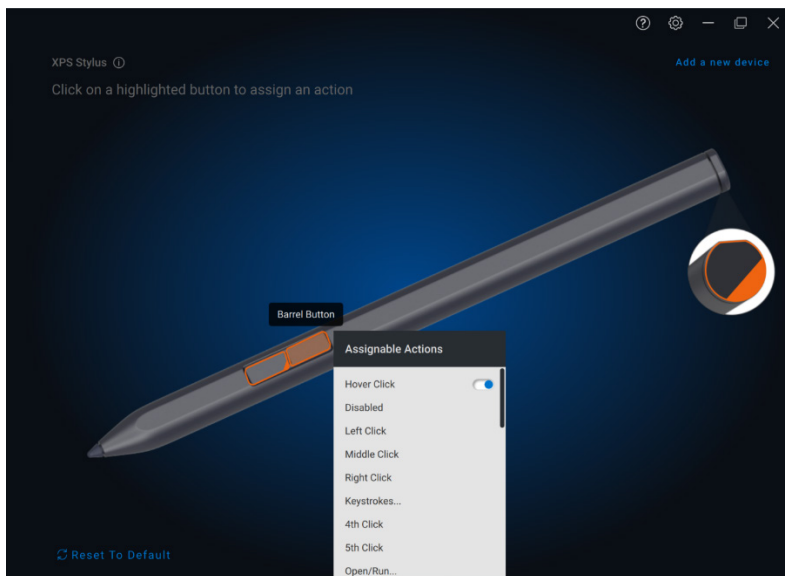 XPS Stylus
Add a new device
Click on a highlighted button to assign an action
Barrel Button
Assignable Actions
Hover Click
Disabled
Left Click
Middle Click
Right Click
Keystrokes...
4th Click
5th Click
Open/Run...
Reset To Default